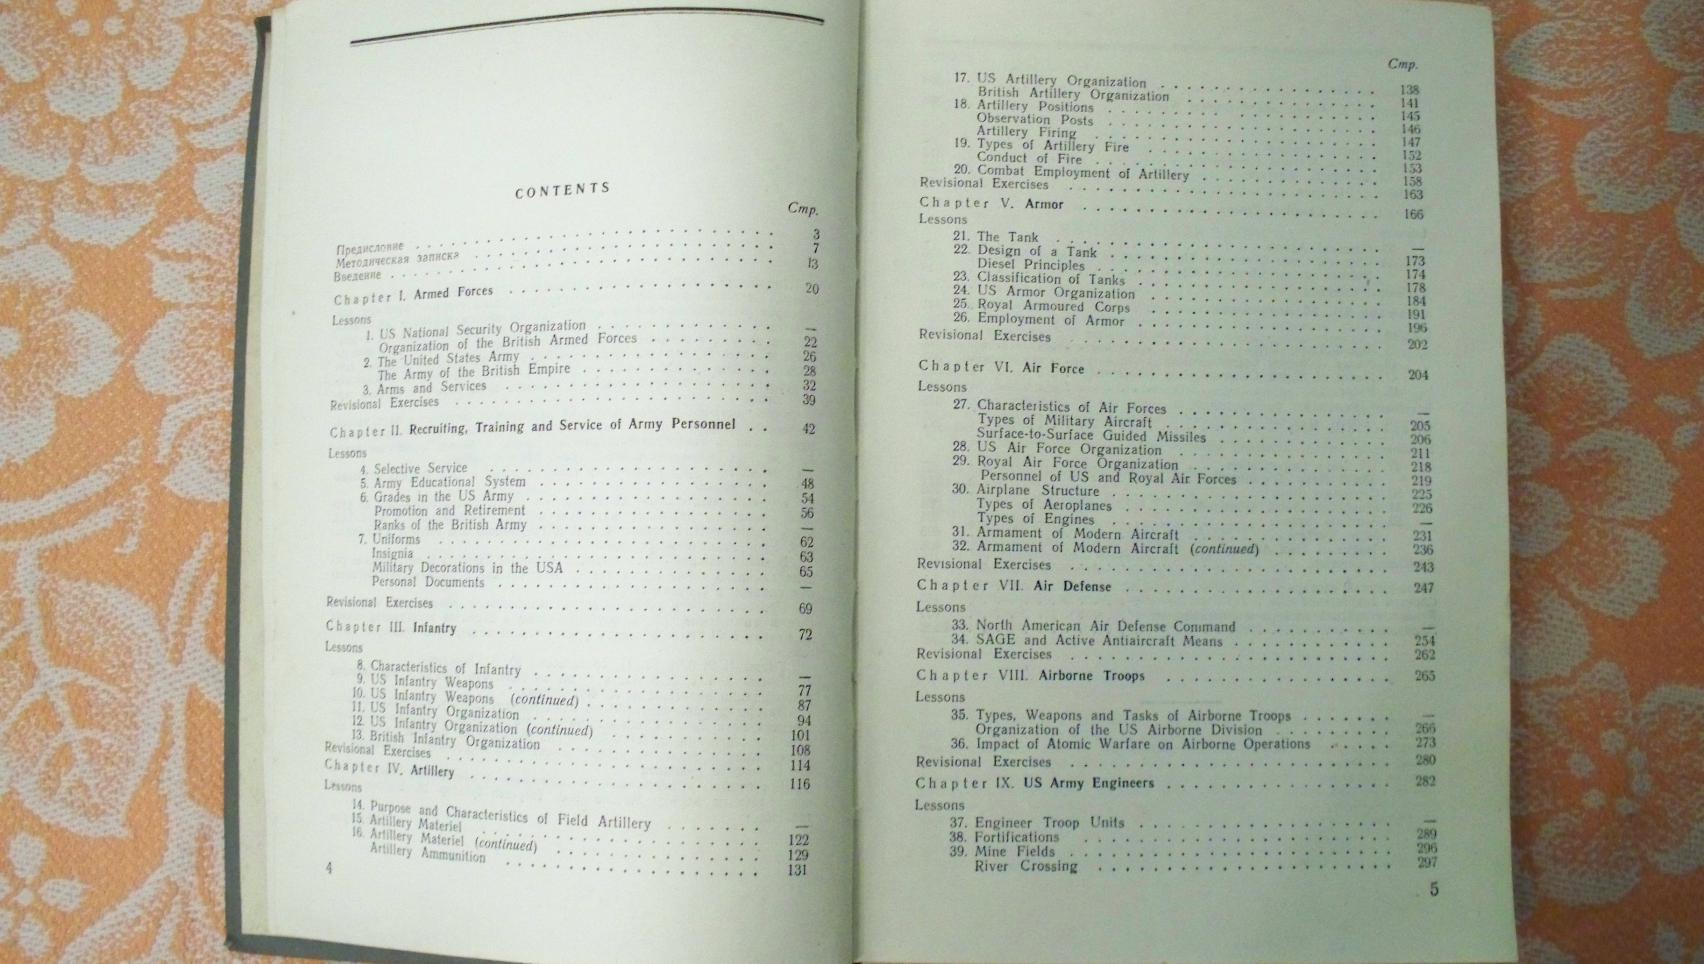 CONTENTS
Стр.
Предисловие 3
Методическая записка 7
Введение 13
Chapter I. Armed Forces 20
Lessons
1. US National Security Organization —
Organization of the British Armed Forces 22
2. The United States Army 26
The Army of the British Empire 28
3. Arms and Services 32
Revisional Exercises 39
Chapter II. Recruiting, Training and Service of Army Personnel 42
Lessons
4. Selective Service —
5. Army Educational System 48
6. Grades in the US Army 54
Promotion and Retirement 56
Ranks of the British Army —
7. Uniforms 62
Insignia 63
Military Decorations in the USA 65
Personal Documents —
Revisional Exercises 69
Chapter III. Infantry 72
Lessons
8. Characteristics of Infantry —
9. US Infantry Weapons 77
10. US Infantry Weapons (continued) 87
11. US Infantry Organization 94
12. US Infantry Organization (continued) 101
13. British Infantry Organization 108
Revisional Exercises 114
Chapter IV. Artillery 116
Lessons
14. Purpose and Characteristics of Field Artillery —
15. Artillery Materiel 122
16. Artillery Materiel (continued) 129
Artillery Ammunition 131
4
Стр.
17. US Artillery Organization 138
British Artillery Organization 141
18. Artillery Positions 145
Observation Posts 146
Artillery Firing 147
19. Types of Artillery Fire 152
Conduct of Fire 153
20. Combat Employment of Artillery 158
Revisional Exercises 163
Chapter V. Armor 166
Lessons
21. The Tank —
22. Design of a Tank 173
Diesel Principles 174
23. Classification of Tanks 178
24. US Armor Organization 184
25. Royal Armoured Corps 191
26. Employment of Armor 196
Revisional Exercises 202
Chapter VI. Air Force 204
Lessons
27. Characteristics of Air Forces —
Types of Military Aircraft 205
Surface-to-Surface Guided Missiles 206
28. US Air Force Organization 211
29. Royal Air Force Organization 218
Personnel of US and Royal Air Forces 219
30. Airplane Structure 225
Types of Aeroplanes 226
Types of Engines —
31. Armament of Modern Aircraft 231
32. Armament of Modern Aircraft (continued) 236
Revisional Exercises 243
Chapter VII. Air Defense 247
Lessons
33. North American Air Defense Command —
34. SAGE and Active Antiaircraft Means 254
Revisional Exercises 262
Chapter VIII. Airborne Troops 265
Lessons
35. Types, Weapons and Tasks of Airborne Troops —
Organization of the US Airborne Division 266
36. Impact of Atomic Warfare on Airborne Operations 273
Revisional Exercises 280
Chapter IX. US Army Engineers 282
Lessons
37. Engineer Troop Units —
38. Fortifications 289
39. Mine Fields 296
River Crossing 297
5